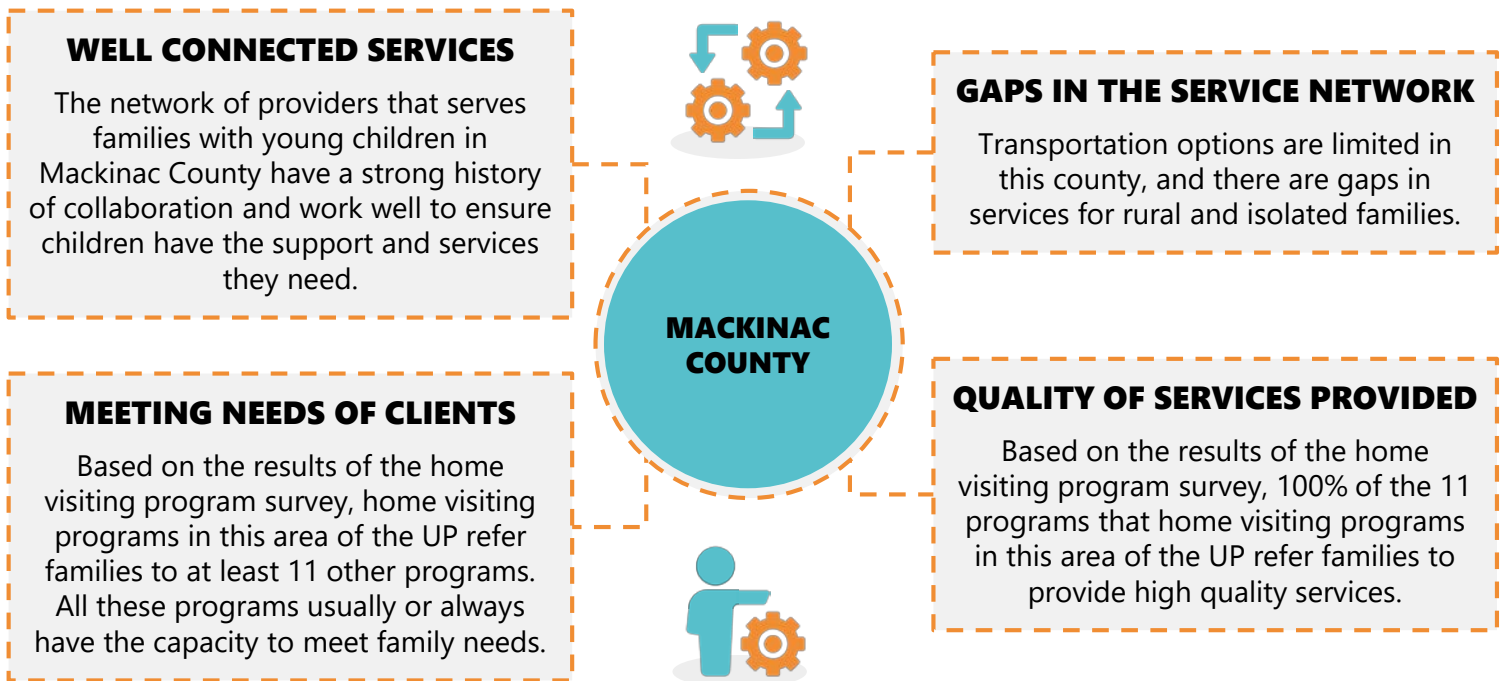 WELL CONNECTED SERVICES
The network of providers that serves
families with young children in
Mackinac County have a strong history
of collaboration and work well to ensure
children have the support and services
they need.
GAPS IN THE SERVICE NETWORK
Transportation options are limited in
this county, and there are gaps in
services for rural and isolated families.
MACKINAC
COUNTY
MEETING NEEDS OF CLIENTS
Based on the results of the home
visiting program survey, home visiting
programs in this area of the UP refer
families to at least 11 other programs.
All these programs usually or always
have the capacity to meet family needs.
QUALITY OF SERVICES PROVIDED
Based on the results of the home
visiting program survey, 100% of the 11
programs that home visiting programs
in this area of the UP refer families to
provide high quality services.